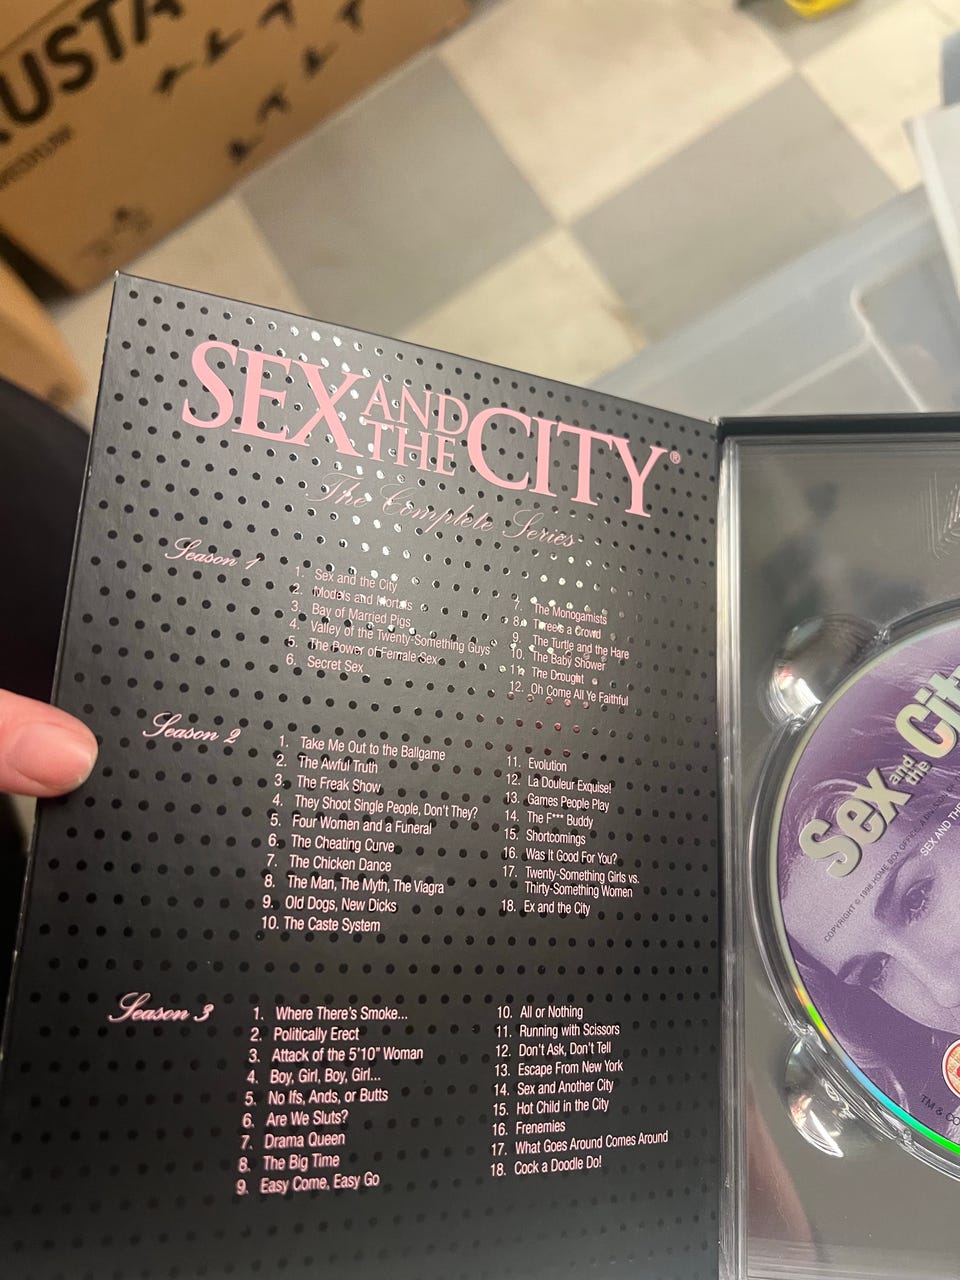 SEX AND THE CITY®
The Complete Series
Season 1
1. Sex and the City
2. Models and Mortals
3. Bay of Married Pigs
4. Valley of the Twenty-Something Guys
5. The Power of Female Sex
6. Secret Sex
7. The Monogamists
8. Three's a Crowd
9. The Turtle and the Hare
10. The Baby Shower
11. The Drought
12. Oh Come All Ye Faithful
Season 2
1. Take Me Out to the Ballgame
2. The Awful Truth
3. The Freak Show
4. They Shoot Single People, Don't They?
5. Four Women and a Funeral
6. The Cheating Curve
7. The Chicken Dance
8. The Man, The Myth, The Viagra
9. Old Dogs, New Dicks
10. The Caste System
11. Evolution
12. La Douleur Exquise!
13. Games People Play
14. The F*** Buddy
15. Shortcomings
16. Was It Good For You?
17. Twenty-Something Girls vs.
Thirty-Something Women
18. Ex and the City
Season 3
1. Where There's Smoke...
2. Politically Erect
3. Attack of the 5'10" Woman
4. Boy, Girl, Boy, Girl...
5. No Ifs, Ands, or Butts
6. Are We Sluts?
7. Drama Queen
8. The Big Time
9. Easy Come, Easy Go
10. All or Nothing
11. Running with Scissors
12. Don't Ask, Don't Tell
13. Escape From New York
14. Sex and Another City
15. Hot Child in the City
16. Frenemies
17. What Goes Around Comes Around
18. Cock a Doodle Do!
Sex and the City
SEX AND THE
COPYRIGHT © 1998 HOME BOX OFFICE
TM & CO